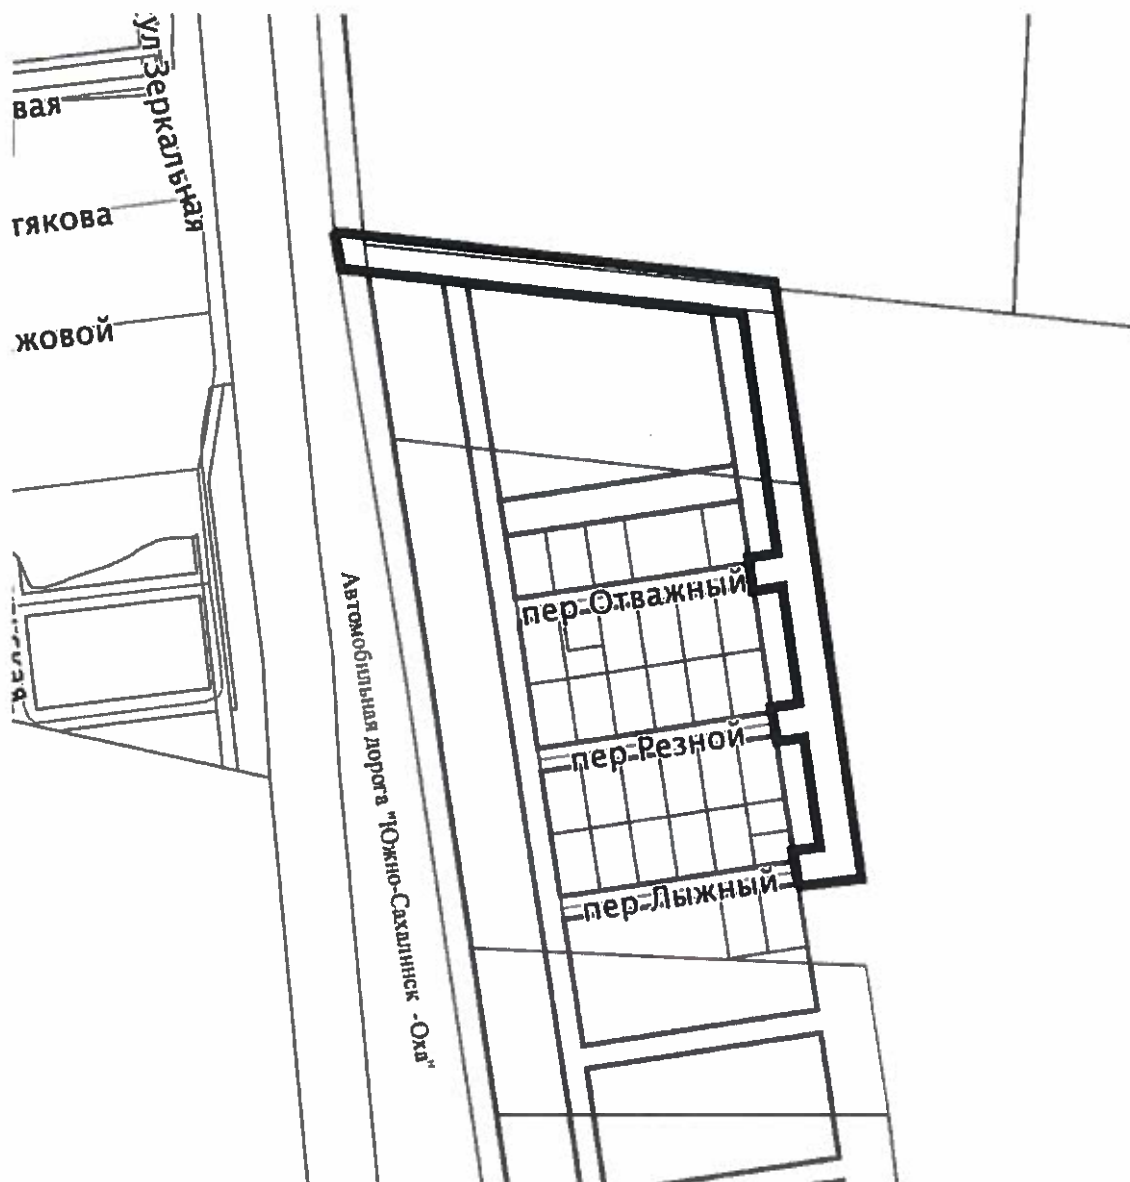 ул Зеркальная
вая
тякова
жовой
пер Отважный
пер Резной
пер Лыжный
Автомобильная дорога "Южно-Сахалинск -Оха"